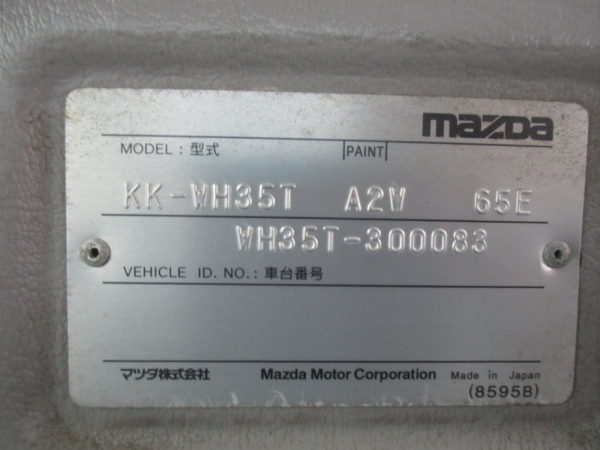 mazda
MODEL : 型式 PAINT
KK-WH35T A2W 65E
WH35T-300083
VEHICLE ID. NO. : 車台番号
マツダ株式会社 Mazda Motor Corporation Made in Japan
(8595B)